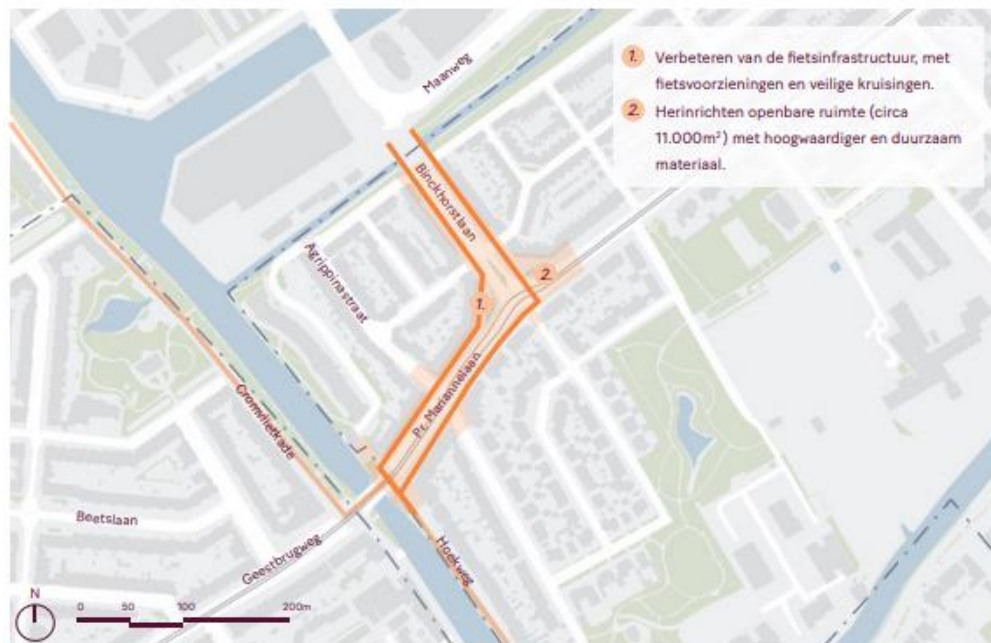 1. Verbeteren van de fietsinfrastructuur, met
fietsvoorzieningen en veilige kruisingen.
2. Herinrichten openbare ruimte (circa
11.000m²) met hoogwaardiger en duurzaam
materiaal.
Maanweg
Binckhorstlaan
Agrippinastraat
2.
1.
Pr. Mariannelaan
Cromvlietkade
Beetslaan
Geestbrugweg
Hoekweg
N
0 50 100 200m